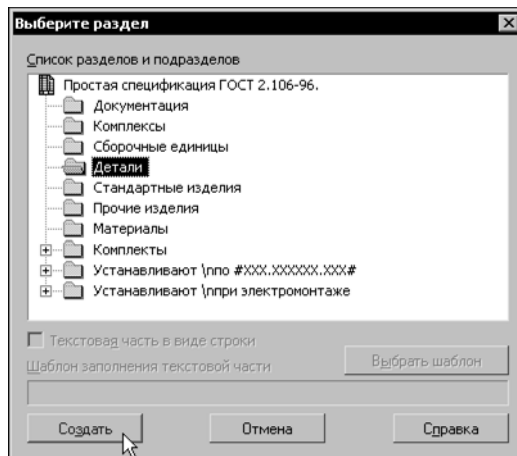 Выберите раздел
Список разделов и подразделов
Простая спецификация ГОСТ 2.106-96.
Документация
Комплексы
Сборочные единицы
Детали
Стандартные изделия
Прочие изделия
Материалы
Комплекты
Устанавливают \nпо #XXX.XXXXXX.XXX#
Устанавливают \nпри электромонтаже
Текстовая часть в виде строки
Шаблон заполнения текстовой части
Выбрать шаблон
Создать
Отмена
Справка